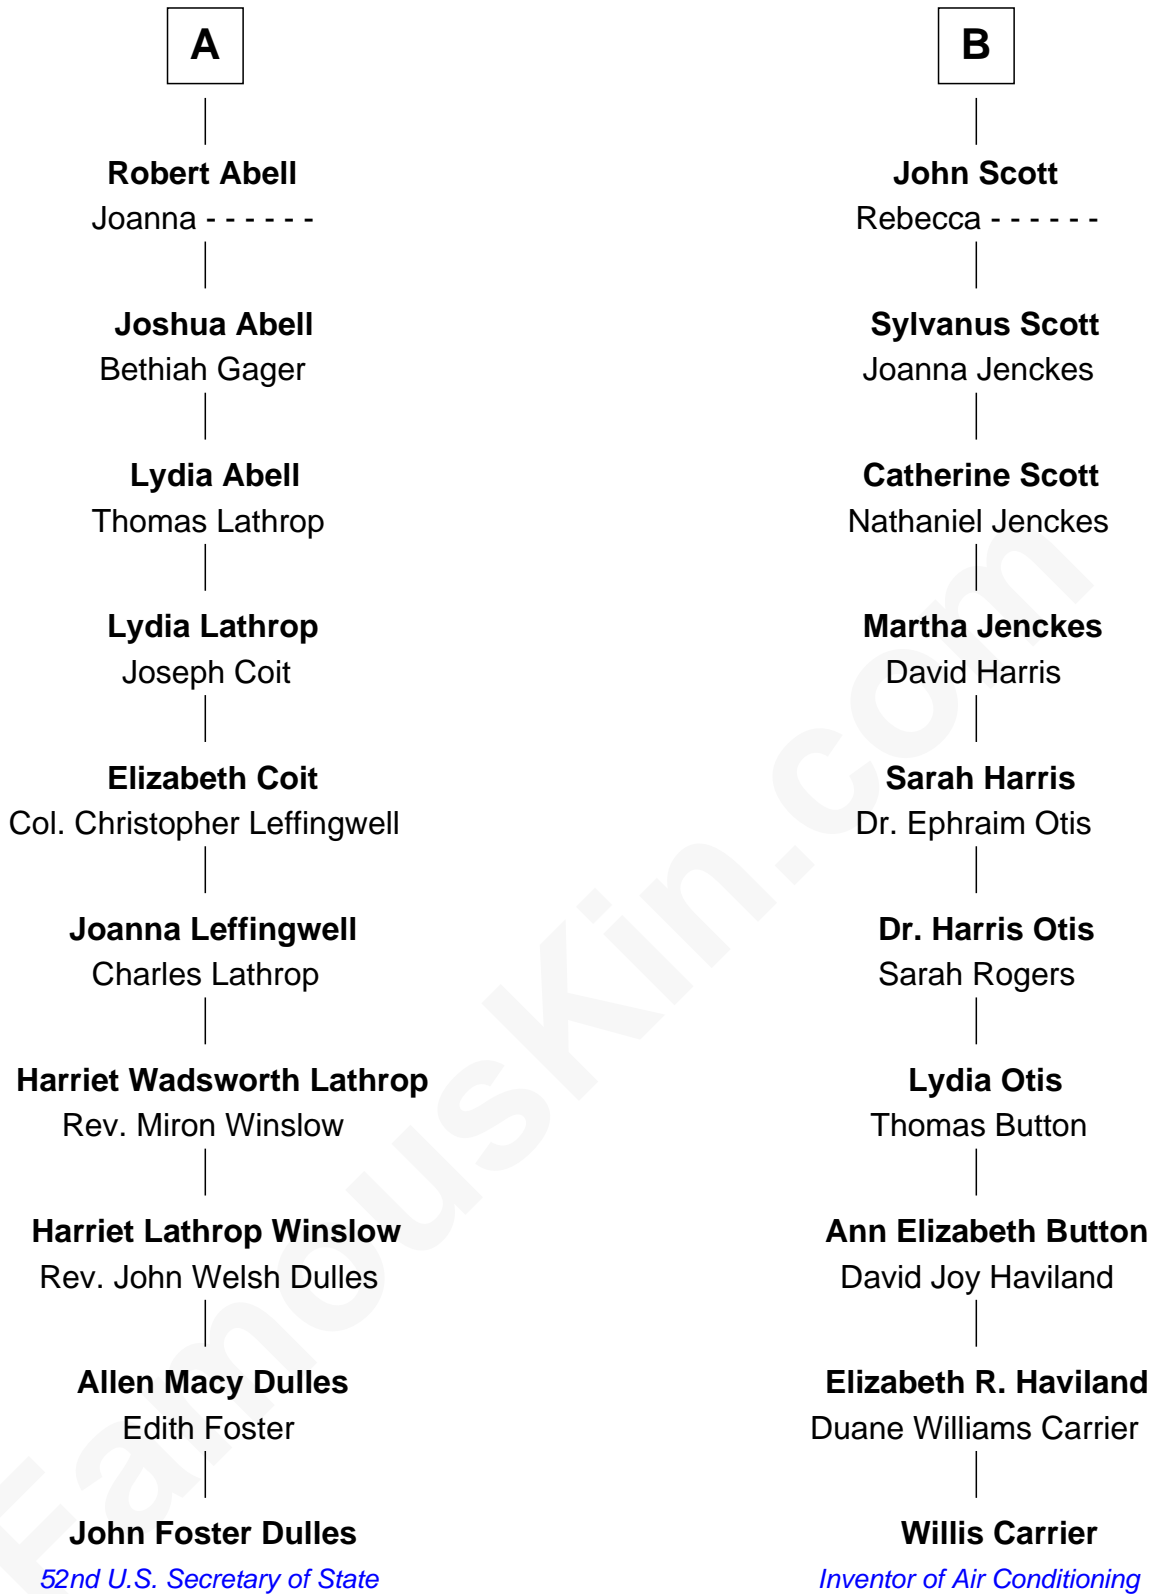 A
Robert Abell
Joanna - - - - - -
Joshua Abell
Bethiah Gager
Lydia Abell
Thomas Lathrop
Lydia Lathrop
Joseph Coit
Elizabeth Coit
Col. Christopher Leffingwell
Joanna Leffingwell
Charles Lathrop
Harriet Wadsworth Lathrop
Rev. Miron Winslow
Harriet Lathrop Winslow
Rev. John Welsh Dulles
Allen Macy Dulles
Edith Foster
John Foster Dulles
52nd U.S. Secretary of State
B
John Scott
Rebecca - - - - - -
Sylvanus Scott
Joanna Jenckes
Catherine Scott
Nathaniel Jenckes
Martha Jenckes
David Harris
Sarah Harris
Dr. Ephraim Otis
Dr. Harris Otis
Sarah Rogers
Lydia Otis
Thomas Button
Ann Elizabeth Button
David Joy Haviland
Elizabeth R. Haviland
Duane Williams Carrier
Willis Carrier
Inventor of Air Conditioning
FamousKin.com